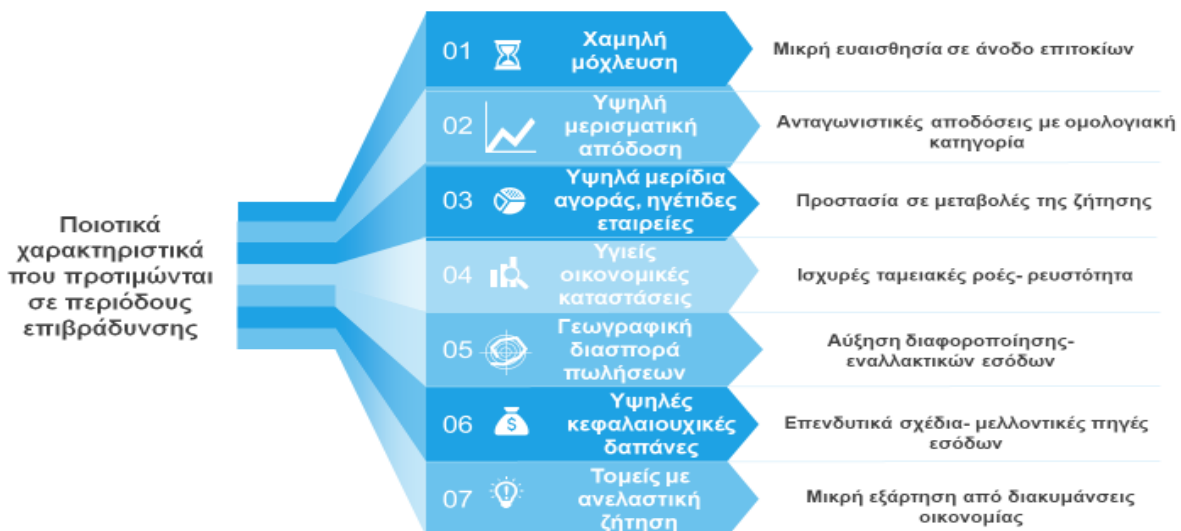 Ποιοτικά
χαρακτηριστικά
που προτιμώνται
σε περιόδους
επιβράδυνσης
01
Χαμηλή
μόχλευση
Μικρή ευαισθησία σε άνοδο επιτοκίων
02
Υψηλή
μερισματική
απόδοση
Ανταγωνιστικές αποδόσεις με ομολογιακή
κατηγορία
03
Υψηλά μερίδια
αγοράς, ηγέτιδες
εταιρείες
Προστασία σε μεταβολές της ζήτησης
04
Υγιείς
οικονομικές
καταστάσεις
Ισχυρές ταμειακές ροές- ρευστότητα
05
Γεωγραφική
διασπορά
πωλήσεων
Αύξηση διαφοροποίησης-
εναλλακτικών εσόδων
06
Υψηλές
κεφαλαιουχικές
δαπάνες
Επενδυτικά σχέδια- μελλοντικές πηγές
εσόδων
07
Τομείς με
ανελαστική
ζήτηση
Μικρή εξάρτηση από διακυμάνσεις
οικονομίας